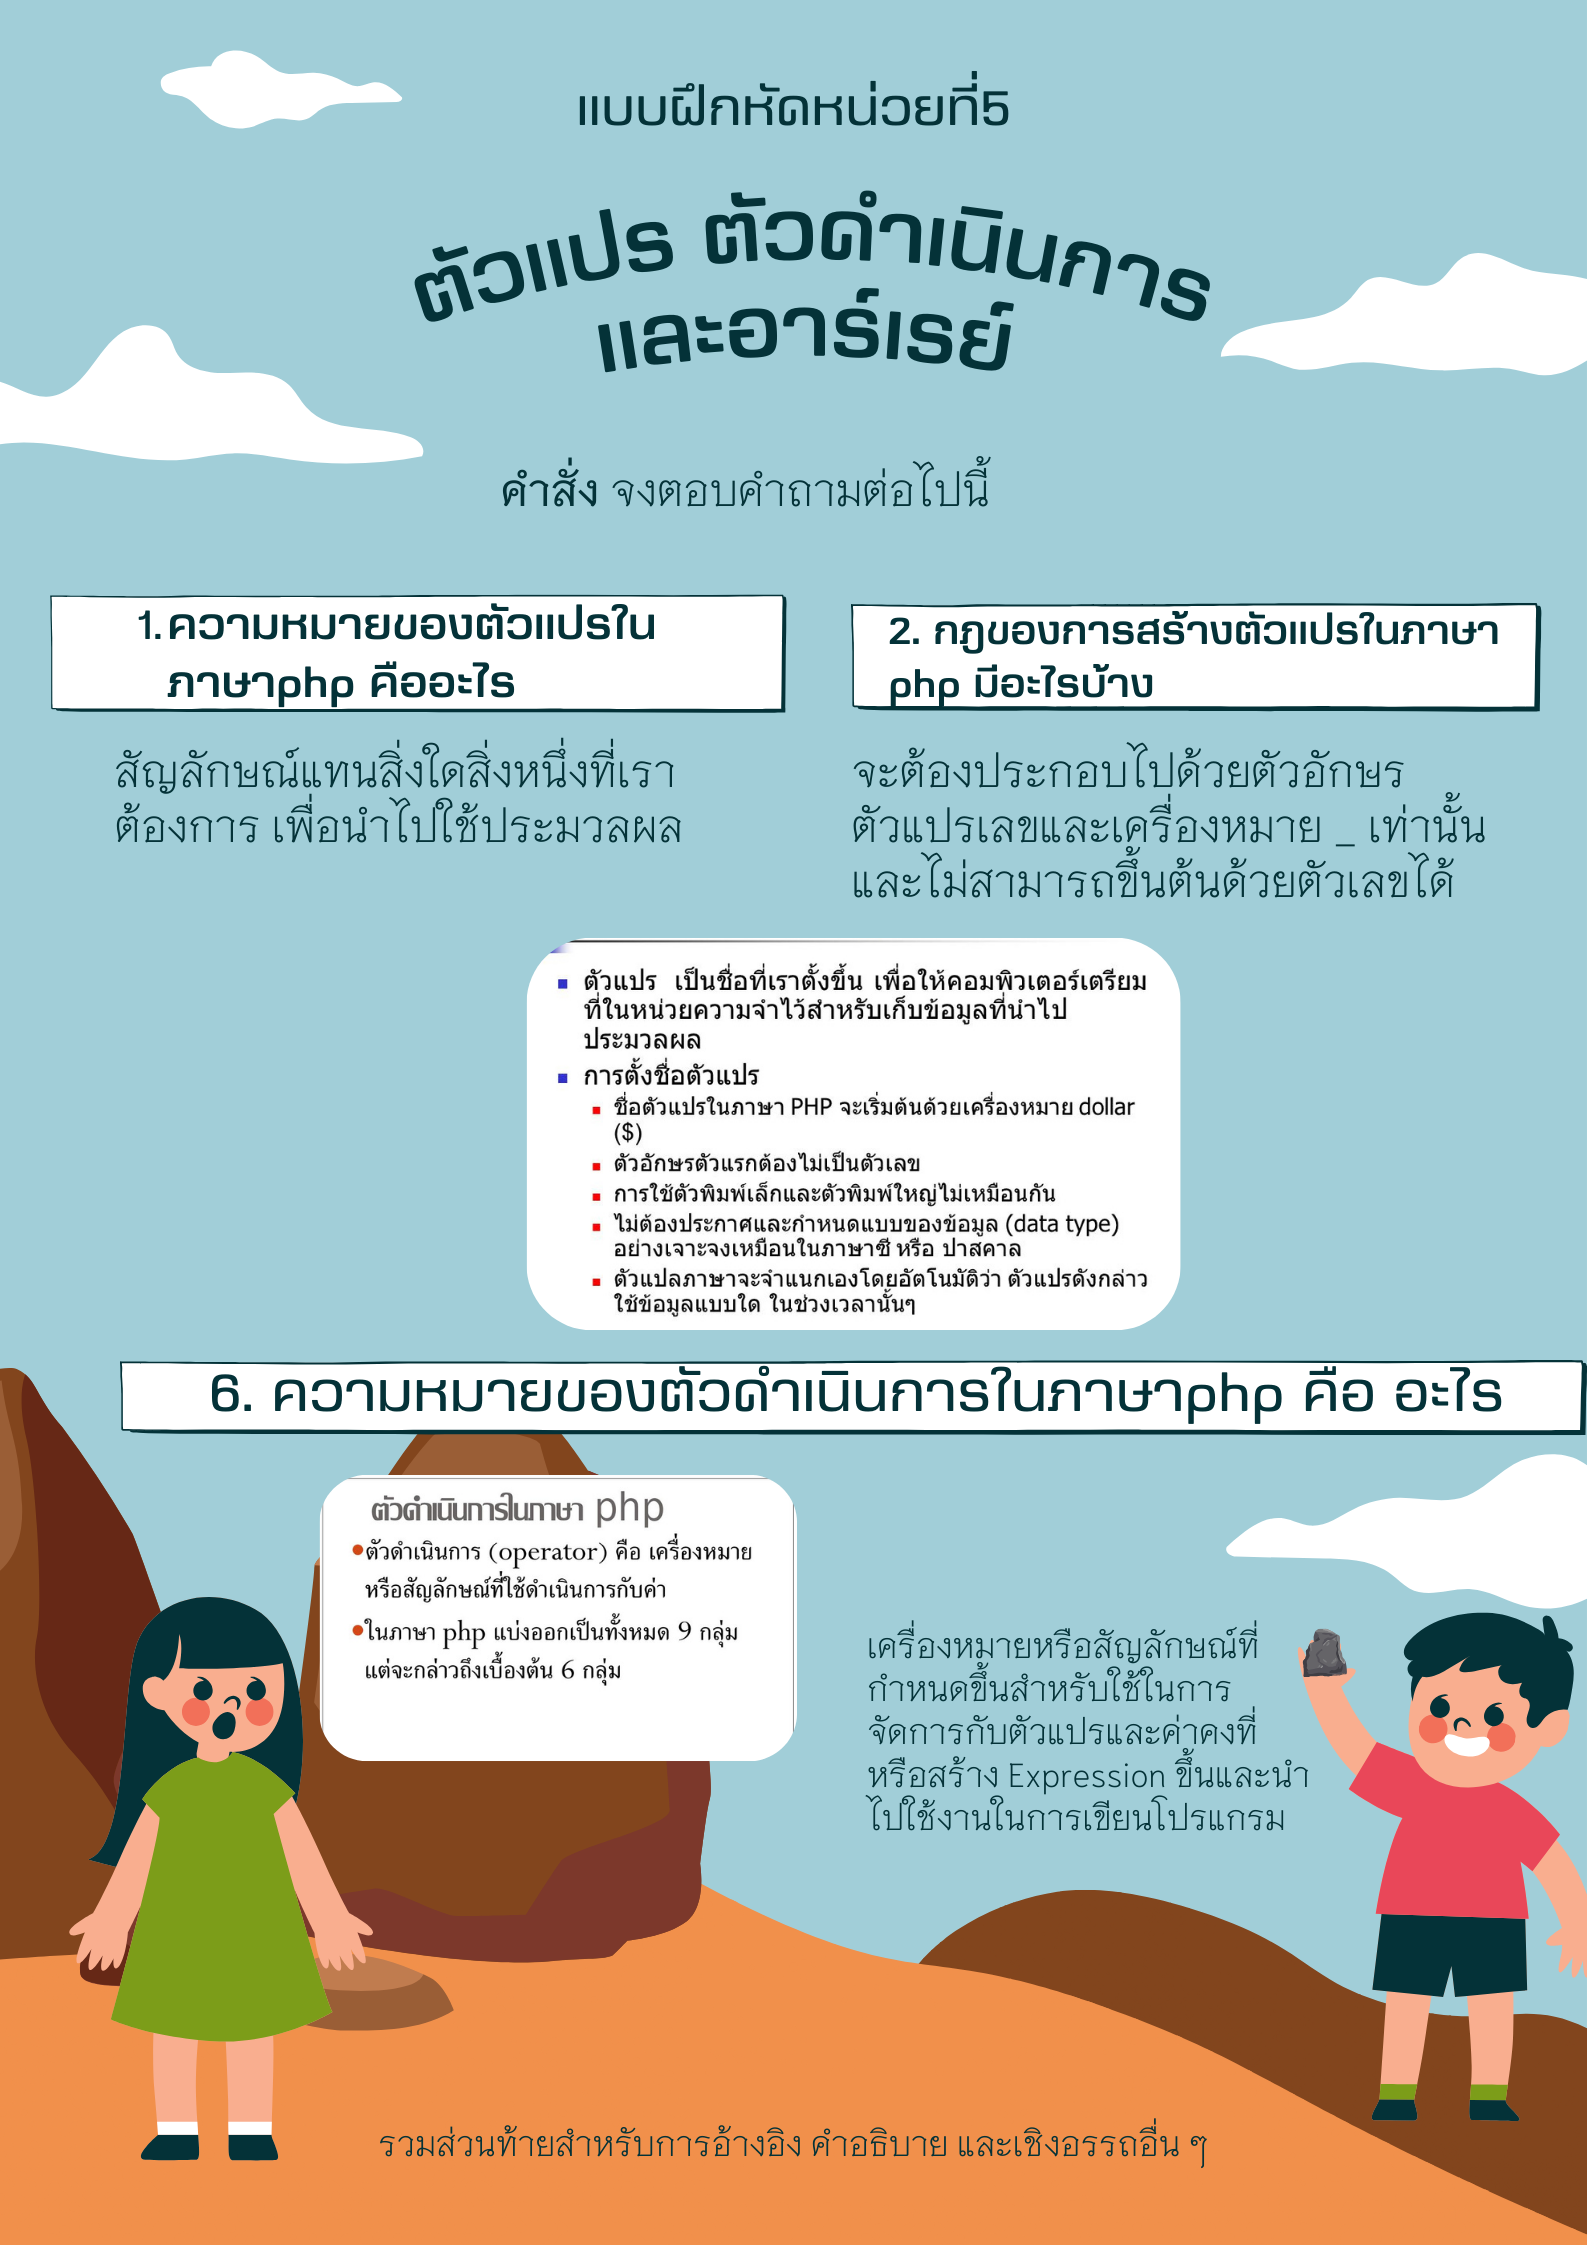 แบบฝึกหัดหน่วยที่5
ตัวแปร ตัวดำเนินการ
และอาร์เรย์
คำสั่ง จงตอบคำถามต่อไปนี้
1.ความหมายของตัวแปรใน
ภาษาphp คืออะไร
สัญลักษณ์แทนสิ่งใดสิ่งหนึ่งที่เรา
ต้องการ เพื่อนำไปใช้ประมวลผล
2. กฎของการสร้างตัวแปรในภาษา
php มีอะไรบ้าง
จะต้องประกอบไปด้วยตัวอักษร
ตัวแปรเลขและเครื่องหมาย _ เท่านั้น
และไม่สามารถขึ้นต้นด้วยตัวเลขได้
ตัวแปร เป็นชื่อที่เราตั้งขึ้น เพื่อให้คอมพิวเตอร์เตรียม
ที่ในหน่วยความจำไว้สำหรับเก็บข้อมูลที่นำไป
ประมวลผล
การตั้งชื่อตัวแปร
ชื่อตัวแปรในภาษา PHP จะเริ่มต้นด้วยเครื่องหมาย dollar
($)
ตัวอักษรตัวแรกต้องไม่เป็นตัวเลข
การใช้ตัวพิมพ์เล็กและตัวพิมพ์ใหญ่ไม่เหมือนกัน
ไม่ต้องประกาศและกำหนดแบบของข้อมูล (data type)
อย่างเจาะจงเหมือนในภาษาซี หรือ ปาสคาล
ตัวแปลภาษาจะจำแนกเองโดยอัตโนมัติว่า ตัวแปรดังกล่าว
ใช้ข้อมูลแบบใด ในช่วงเวลานั้นๆ
6. ความหมายของตัวดำเนินการในภาษาphp คือ อะไร
ตัวดำเนินการในภาษา php
ตัวดำเนินการ (operator) คือ เครื่องหมาย
หรือสัญลักษณ์ที่ใช้ดำเนินการกับค่า
ในภาษา php แบ่งออกเป็นทั้งหมด 9 กลุ่ม
แต่จะกล่าวถึงเบื้องต้น 6 กลุ่ม
เครื่องหมายหรือสัญลักษณ์ที่
กำหนดขึ้นสำหรับใช้ในการ
จัดการกับตัวแปรและค่าคงที่
หรือสร้าง Expression ขึ้นและนำ
ไปใช้งานในการเขียนโปรแกรม
รวมส่วนท้ายสำหรับการอ้างอิง คำอธิบาย และเชิงอรรถอื่น ๆ